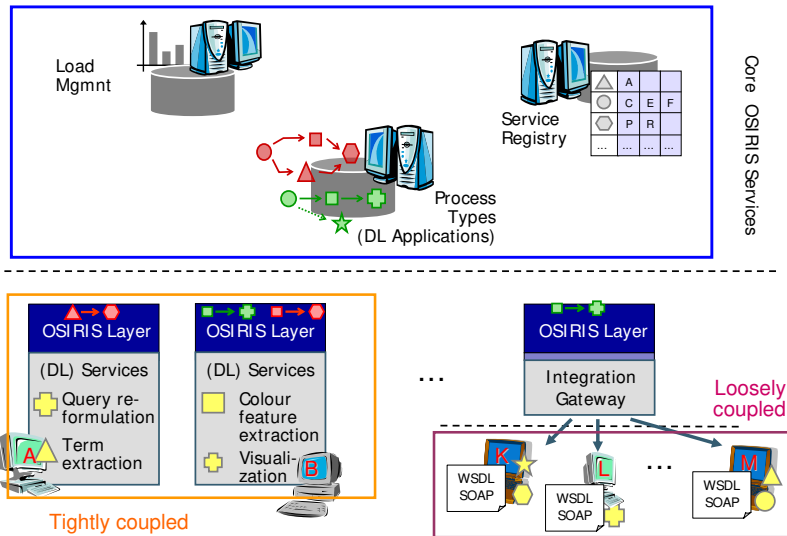 Load
Mgmnt
Service
Registry
A
C E F
P R
... ... ... ...
Process
Types
(DL Applications)
Core OSIRIS Services
OSIRIS Layer
(DL) Services
Query re-
formulation
Term
extraction
A
OSIRIS Layer
(DL) Services
Colour
feature
extraction
Visuali-
zation
B
Tightly coupled
...
OSIRIS Layer
Integration
Gateway
Loosely
coupled
K
WSDL
SOAP
L
WSDL
SOAP
...
M
WSDL
SOAP